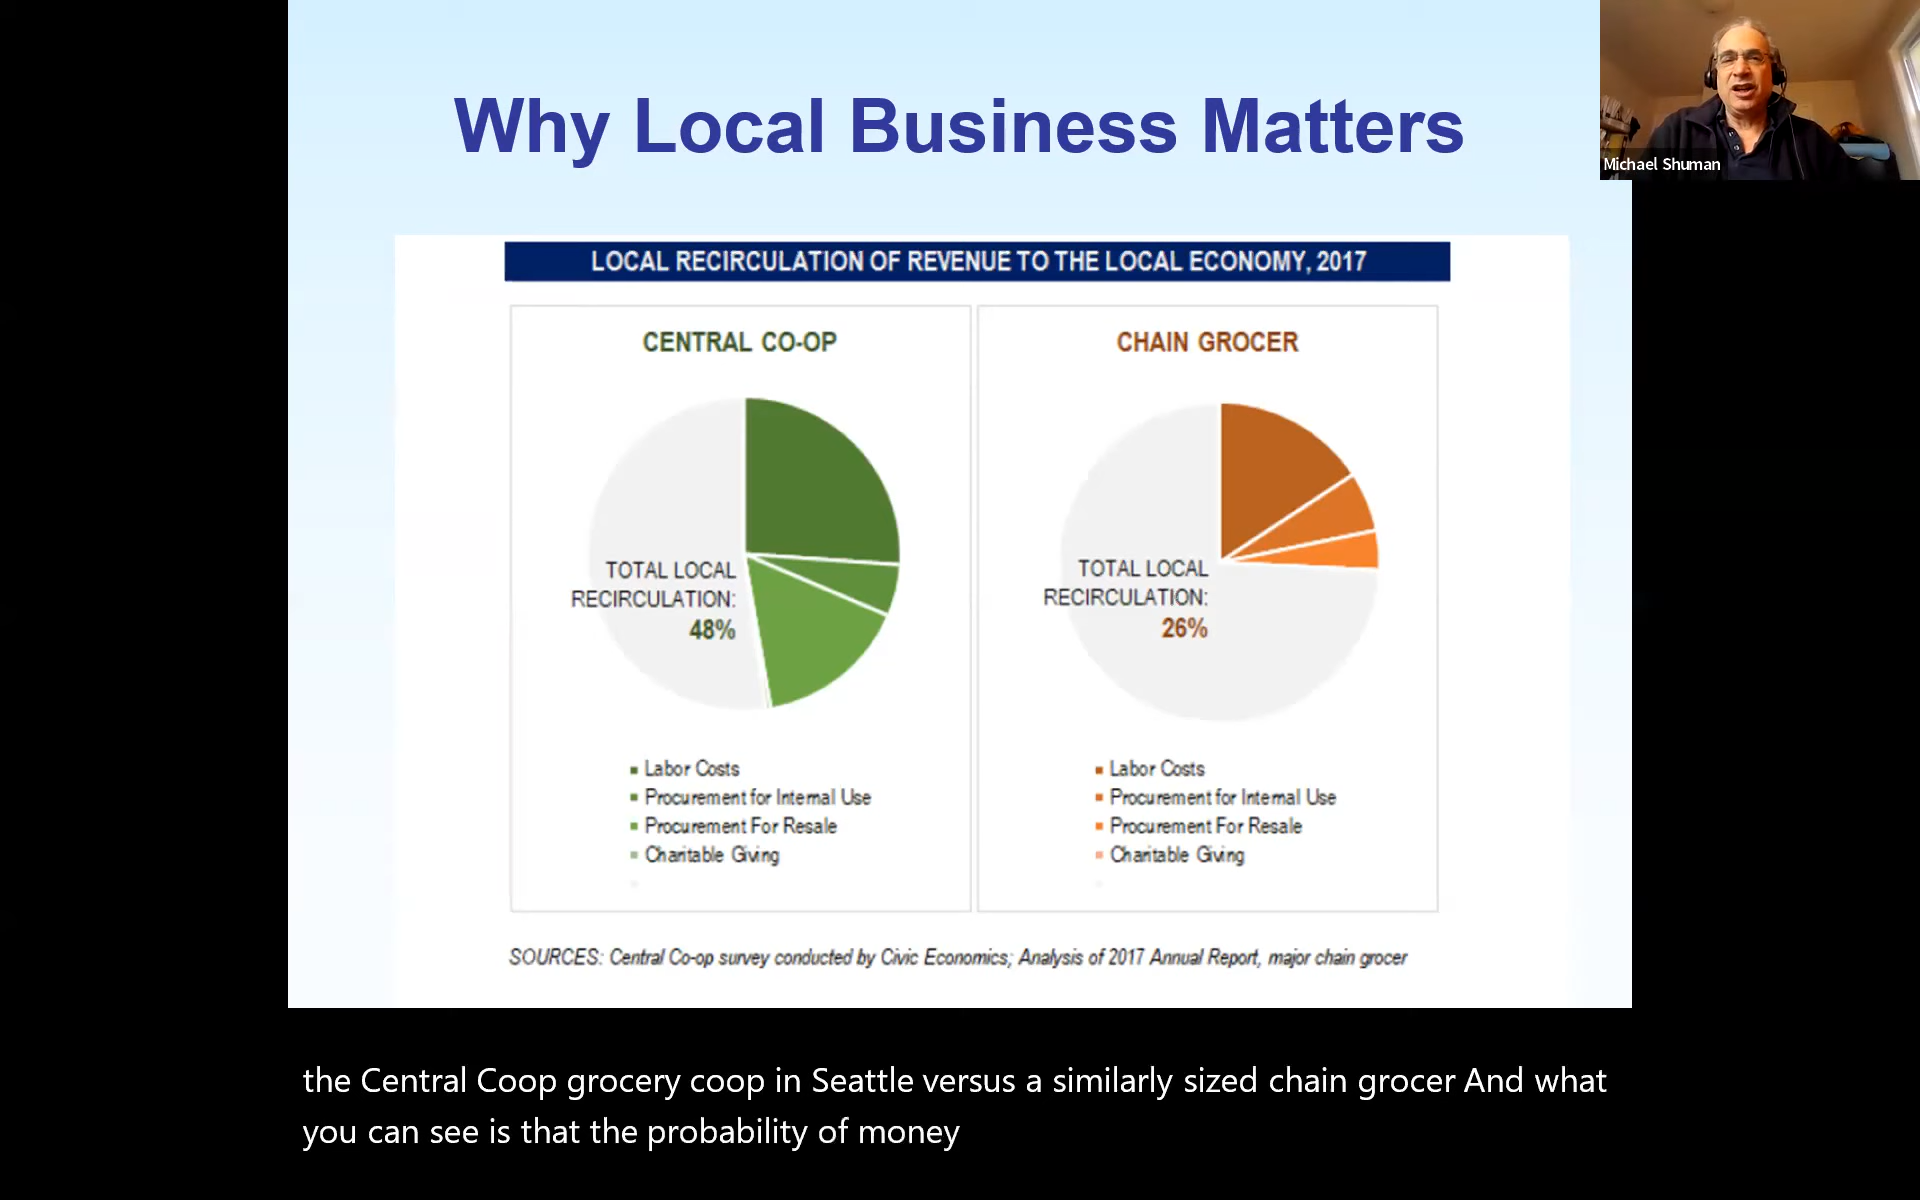 Why Local Business Matters
Michael Shuman
LOCAL RECIRCULATION OF REVENUE TO THE LOCAL ECONOMY, 2017
CENTRAL CO-OP
TOTAL LOCAL
RECIRCULATION:
48%
Labor Costs
Procurement for Internal Use
Procurement For Resale
Charitable Giving
CHAIN GROCER
TOTAL LOCAL
RECIRCULATION:
26%
Labor Costs
Procurement for Internal Use
Procurement For Resale
Charitable Giving
SOURCES: Central Co-op survey conducted by Civic Economics; Analysis of 2017 Annual Report, major chain grocer
the Central Coop grocery coop in Seattle versus a similarly sized chain grocer And what
you can see is that the probability of money